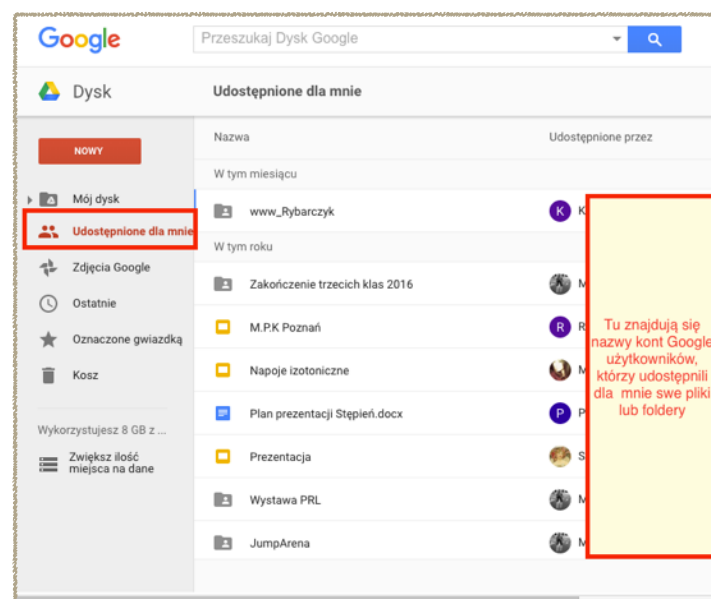 Google
Przeszukaj Dysk Google
Dysk
Udostępnione dla mnie
NOWY
Mój dysk
Udostępnione dla mnie
Zdjęcia Google
Ostatnie
Oznaczone gwiazdką
Kosz
Wykorzystujesz 8 GB z ...
Zwiększ ilość
miejsca na dane
Nazwa
Udostępnione przez
W tym miesiącu
www_Rybarczyk
K K
W tym roku
Zakończenie trzecich klas 2016
M
M.P.K Poznań
R R
Napoje izotoniczne
M
Plan prezentacji Stępień.docx
P P
Prezentacja
S
Wystawa PRL
M
JumpArena
M
Tu znajdują się
nazwy kont Google
użytkowników,
którzy udostępnili
dla mnie swe pliki
lub foldery